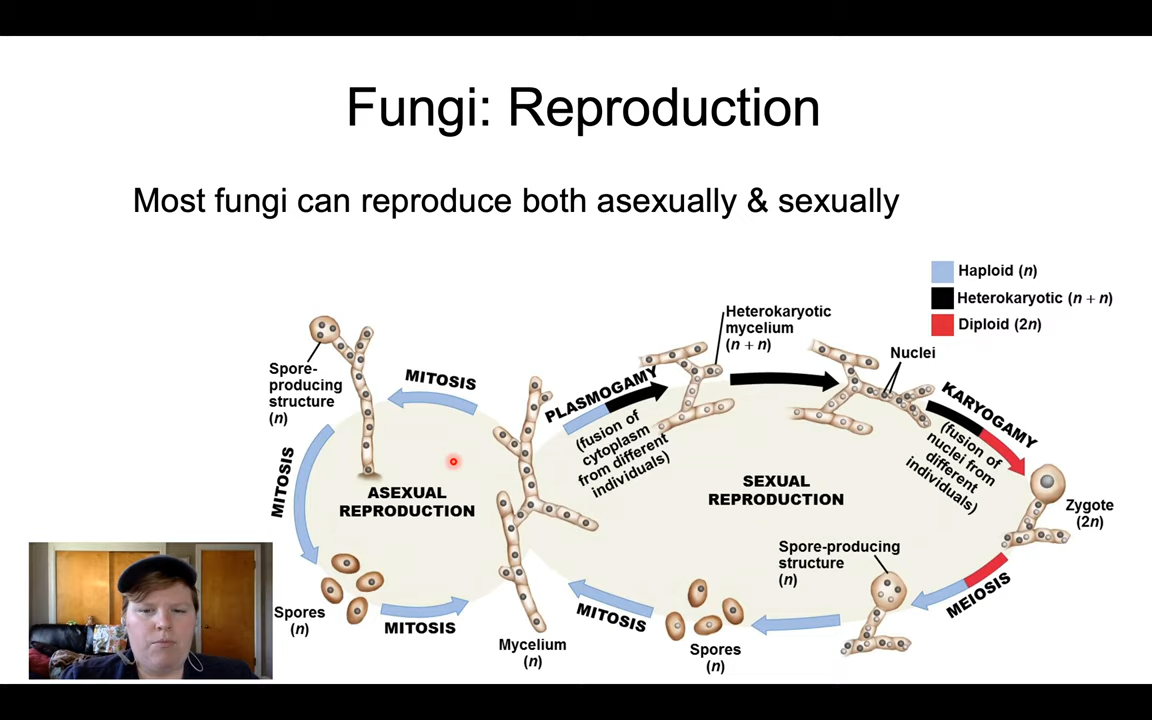 Fungi: Reproduction
Most fungi can reproduce both asexually & sexually
Haploid (n)
Heterokaryotic (n + n)
Diploid (2n)
Heterokaryotic
mycelium
(n + n)
Nuclei
Spore-
producing
structure
(n)
MITOSIS
PLASMOGAMY
(fusion of
cytoplasm
from different
individuals)
KARYOGAMY
(fusion of
nuclei from
different
individuals)
MITOSIS
ASEXUAL
REPRODUCTION
SEXUAL
REPRODUCTION
Zygote
(2n)
Spore-producing
structure
(n)
MEIOSIS
Spores
(n)
MITOSIS
Mycelium
(n)
MITOSIS
Spores
(n)